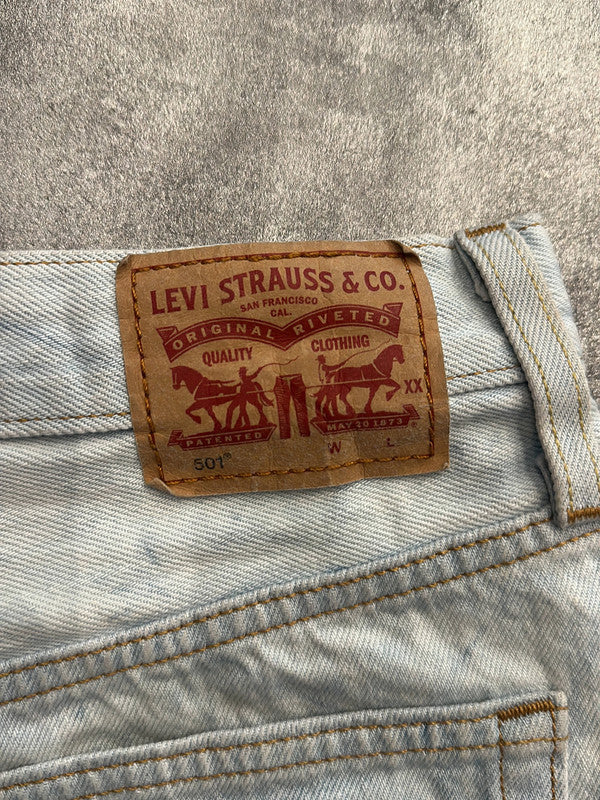 LEVI STRAUSS & CO.
SAN FRANCISCO
CAL.
ORIGINAL RIVETED
QUALITY CLOTHING
XX
PATENTED MAY 20 1873 ®
501® W L